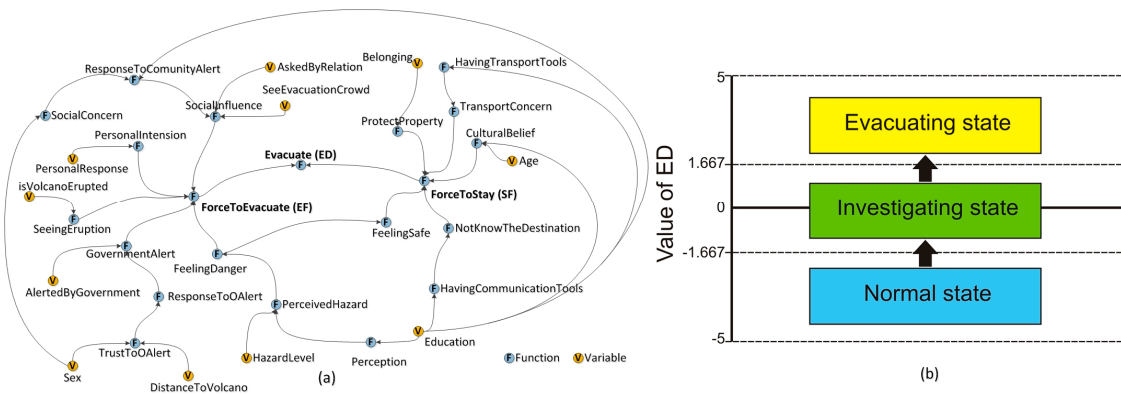 ResponseToComunityAlert
AskedByRelation
SeeEvacuationCrowd
SocialInfluence
SocialConcern
PersonalIntension
PersonalResponse
isVolcanoErupted
SeeingEruption
Evacuate (ED)
ForceToEvacuate (EF)
GovernmentAlert
AlertedByGovernment
FeelingDanger
ResponseToOAlert
PerceivedHazard
TrustToOAlert
Sex
DistanceToVolcano
HazardLevel
Belonging
HavingTransportTools
TransportConcern
ProtectProperty
CulturalBelief
Age
ForceToStay (SF)
FeelingSafe
NotKnowTheDestination
HavingCommunicationTools
Education
Perception
F Function
V Variable
(a)
Value of ED
5
1.667
0
-1.667
-5
Evacuating state
Investigating state
Normal state
(b)